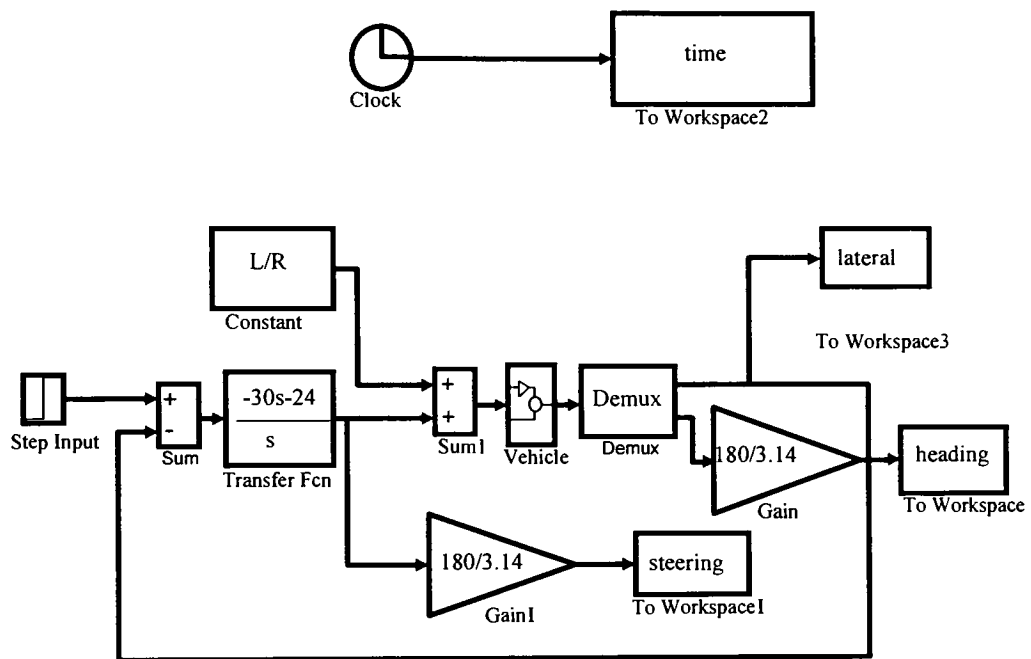 time
Clock
To Workspace2
L/R
Constant
lateral
To Workspace3
Step Input
+
-
Sum
-30s-24
s
Transfer Fcn
+
+
Sum1
Vehicle
Demux
Demux
180/3.14
Gain
heading
To Workspace
180/3.14
Gain1
steering
To Workspace1